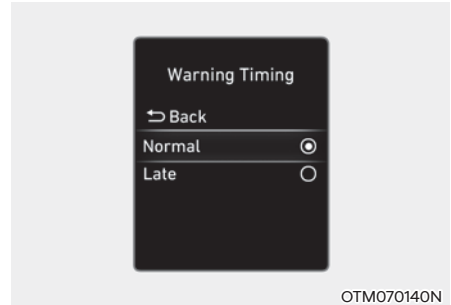 Warning Timing
⮌ Back
Normal
Late
OTM070140N